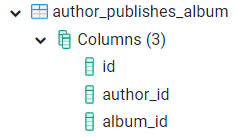 author_publishes_album
Columns (3)
id
author_id
album_id